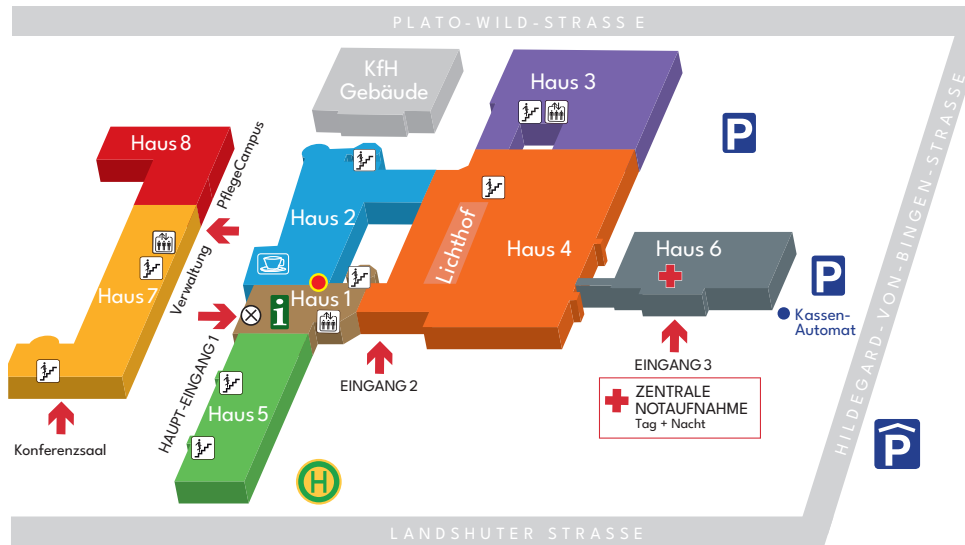 PLATO-WILD-STRASSE
KfH
Gebäude
Haus 3
P
Haus 8
PflegeCampus
Haus 2
Lichthof
Haus 4
Haus 6
Verwaltung
Haus 7
Haus 1
i
P
Kassen-
Automat
HILDEGARD-VON-BINGEN-STRASSE
HAUPT-EINGANG 1
EINGANG 2
EINGANG 3
ZENTRALE
NOTAUFNAHME
Tag + Nacht
Haus 5
Konferenzsaal
P
H
LANDSHUTER STRASSE